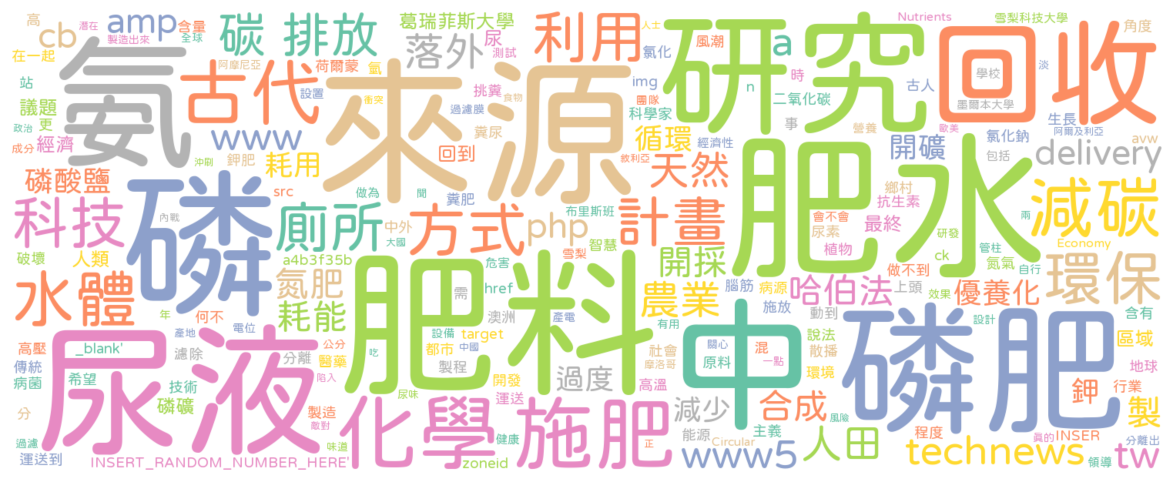 高 潛在 製造出來 全球 amp 含量 cb 在一起 阿摩尼亞 氫
碳 排放 葛瑞菲斯大學 荷爾蒙 落外 尿 測試
利用 人士 氯化 風潮 a img 團隊 科學家
研究 n 二氧化碳 時 事
Nutrients 雪梨科技大學 古人 淡 學校 墨爾本大學 角度
回收
站 議題 更 政治 成分 經濟 鉀肥
氨 古代 設置 衝突 過濾膜 食物 糞尿 挑糞
來源
www 耗用 回到
循環 經濟性 敘利亞 天然
營養 氯化鈉 包括 開礦 生長 阿爾及利亞 歐美 avw
delivery
磷酸鹽 沖刷 src 做為 聞 糞肥
科技 內戰 磷 廁所 中外 大國 布里斯班
方式 php 雪梨 智慧
計畫 會不會 尿素 抗生素 鄉村 最終 植物
減碳
破壞 人類 a4b3f35b 危害 href
開採 腦筋 病源 ck 氮氣 管柱 兩 研發 自行 Economy
水體 年 何不 產地 電位 氮肥 耗能 需 設備 澳洲 產電 target
肥料 肥水
農業 施放 動到 哈伯法 上頭 說法 散播
做不到 優養化 效果 設計 含有 環保
高壓 _blank' 公分 濾除 吃 中國 分離 醫藥 都市 製程
有用 社會 摩洛哥 原料 關心 混 一點 環境 區域 地球
傳統 病菌 希望 技術 磷礦 陷入 開發 過度 高溫
中 磷肥 鉀 行業 製
分 過濾 運送到 製造 敵對 尿味 味道 運送 健康
尿液 化學 施肥 減少 合成 能源 主義 Circular 風險 人田
程度 真的 INSER 分離出 領導
INSERT_RANDOM_NUMBER_HERE' zoneid 正 www5 technews tw